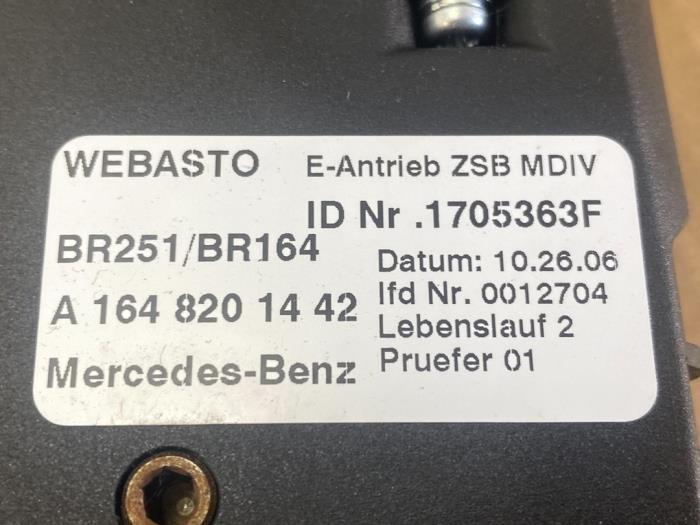 WEBASTO E-Antrieb ZSB MDIV
ID Nr .1705363F
BR251/BR164
Datum: 10.26.06
A 164 820 14 42
lfd Nr. 0012704
Lebenslauf 2
Mercedes-Benz
Pruefer 01